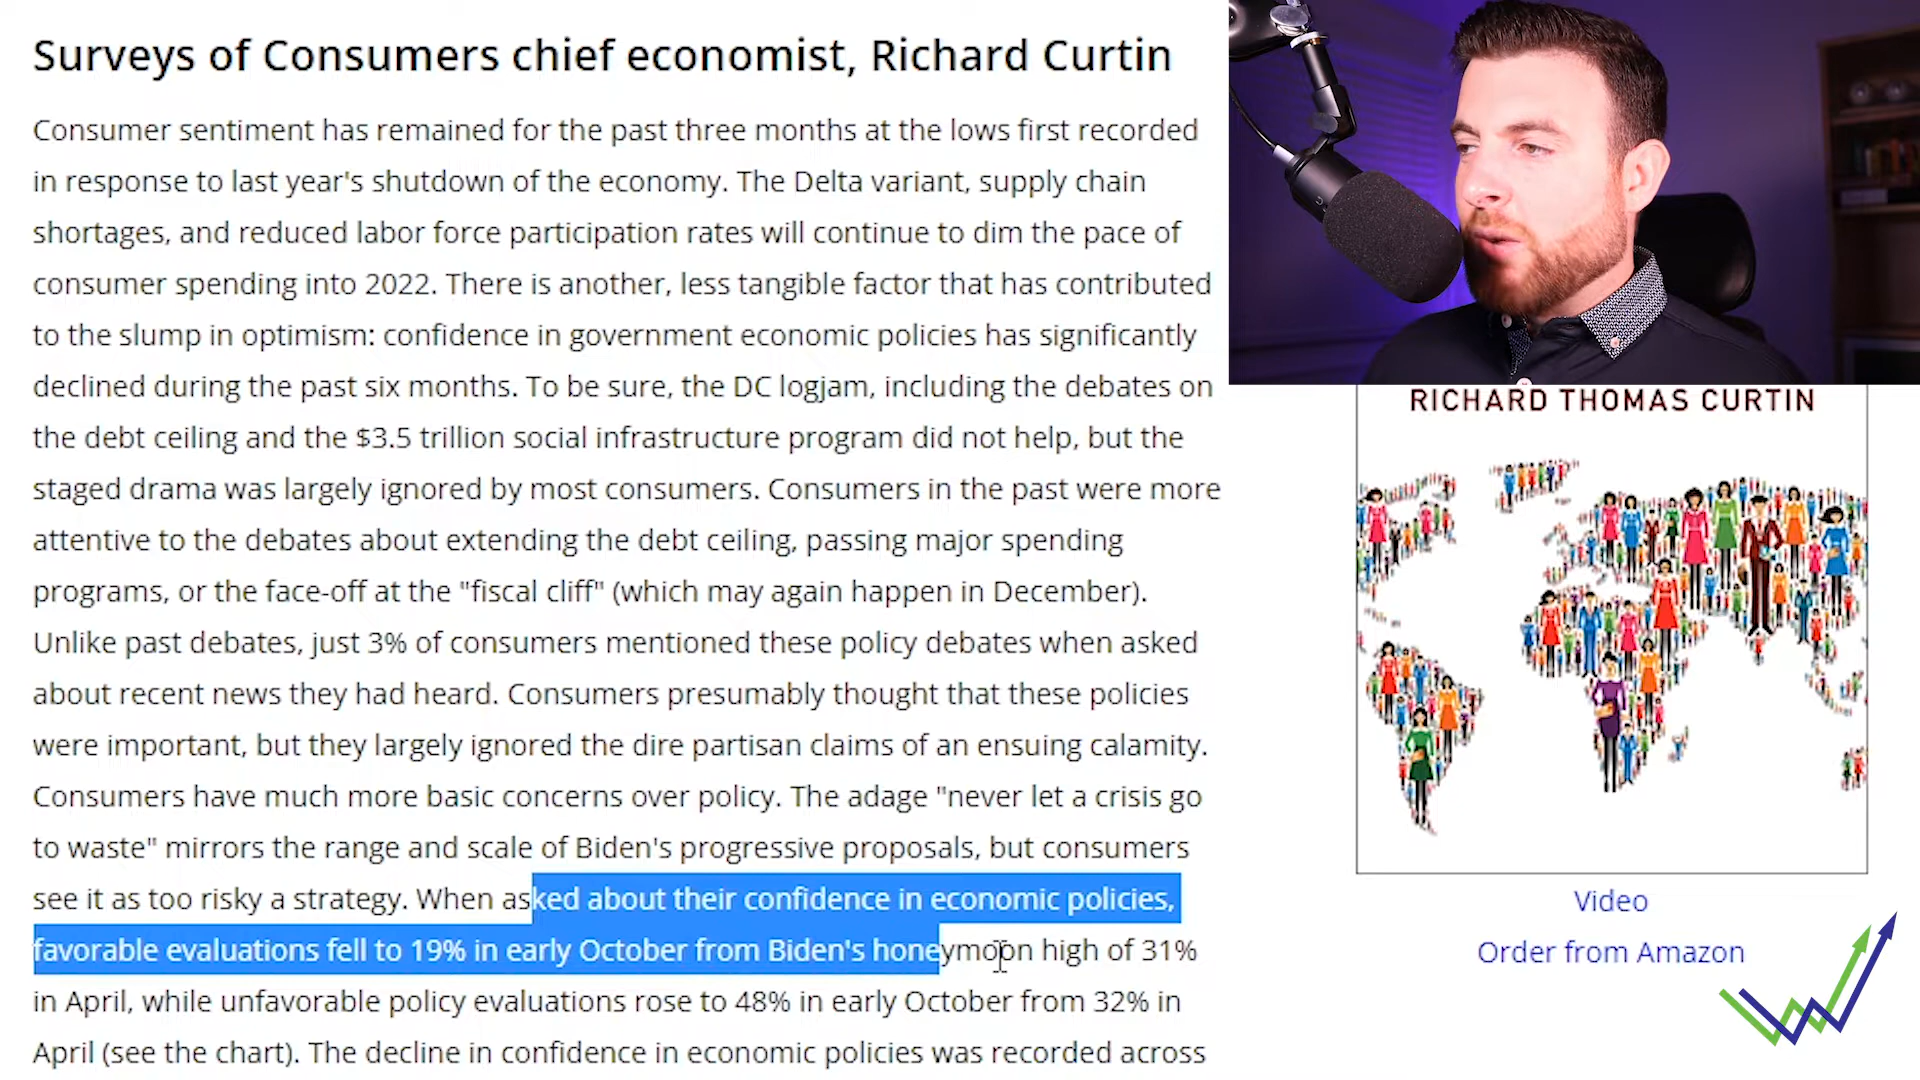 Surveys of Consumers chief economist, Richard Curtin
Consumer sentiment has remained for the past three months at the lows first recorded
in response to last year's shutdown of the economy. The Delta variant, supply chain
shortages, and reduced labor force participation rates will continue to dim the pace of
consumer spending into 2022. There is another, less tangible factor that has contributed
to the slump in optimism: confidence in government economic policies has significantly
declined during the past six months. To be sure, the DC logjam, including the debates on
the debt ceiling and the $3.5 trillion social infrastructure program did not help, but the
staged drama was largely ignored by most consumers. Consumers in the past were more
attentive to the debates about extending the debt ceiling, passing major spending
programs, or the face-off at the "fiscal cliff" (which may again happen in December).
Unlike past debates, just 3% of consumers mentioned these policy debates when asked
about recent news they had heard. Consumers presumably thought that these policies
were important, but they largely ignored the dire partisan claims of an ensuing calamity.
Consumers have much more basic concerns over policy. The adage "never let a crisis go
to waste" mirrors the range and scale of Biden's progressive proposals, but consumers
see it as too risky a strategy. When asked about their confidence in economic policies,
favorable evaluations fell to 19% in early October from Biden's honeymoon high of 31%
in April, while unfavorable policy evaluations rose to 48% in early October from 32% in
April (see the chart). The decline in confidence in economic policies was recorded across
RICHARD THOMAS CURTIN
Video
Order from Amazon